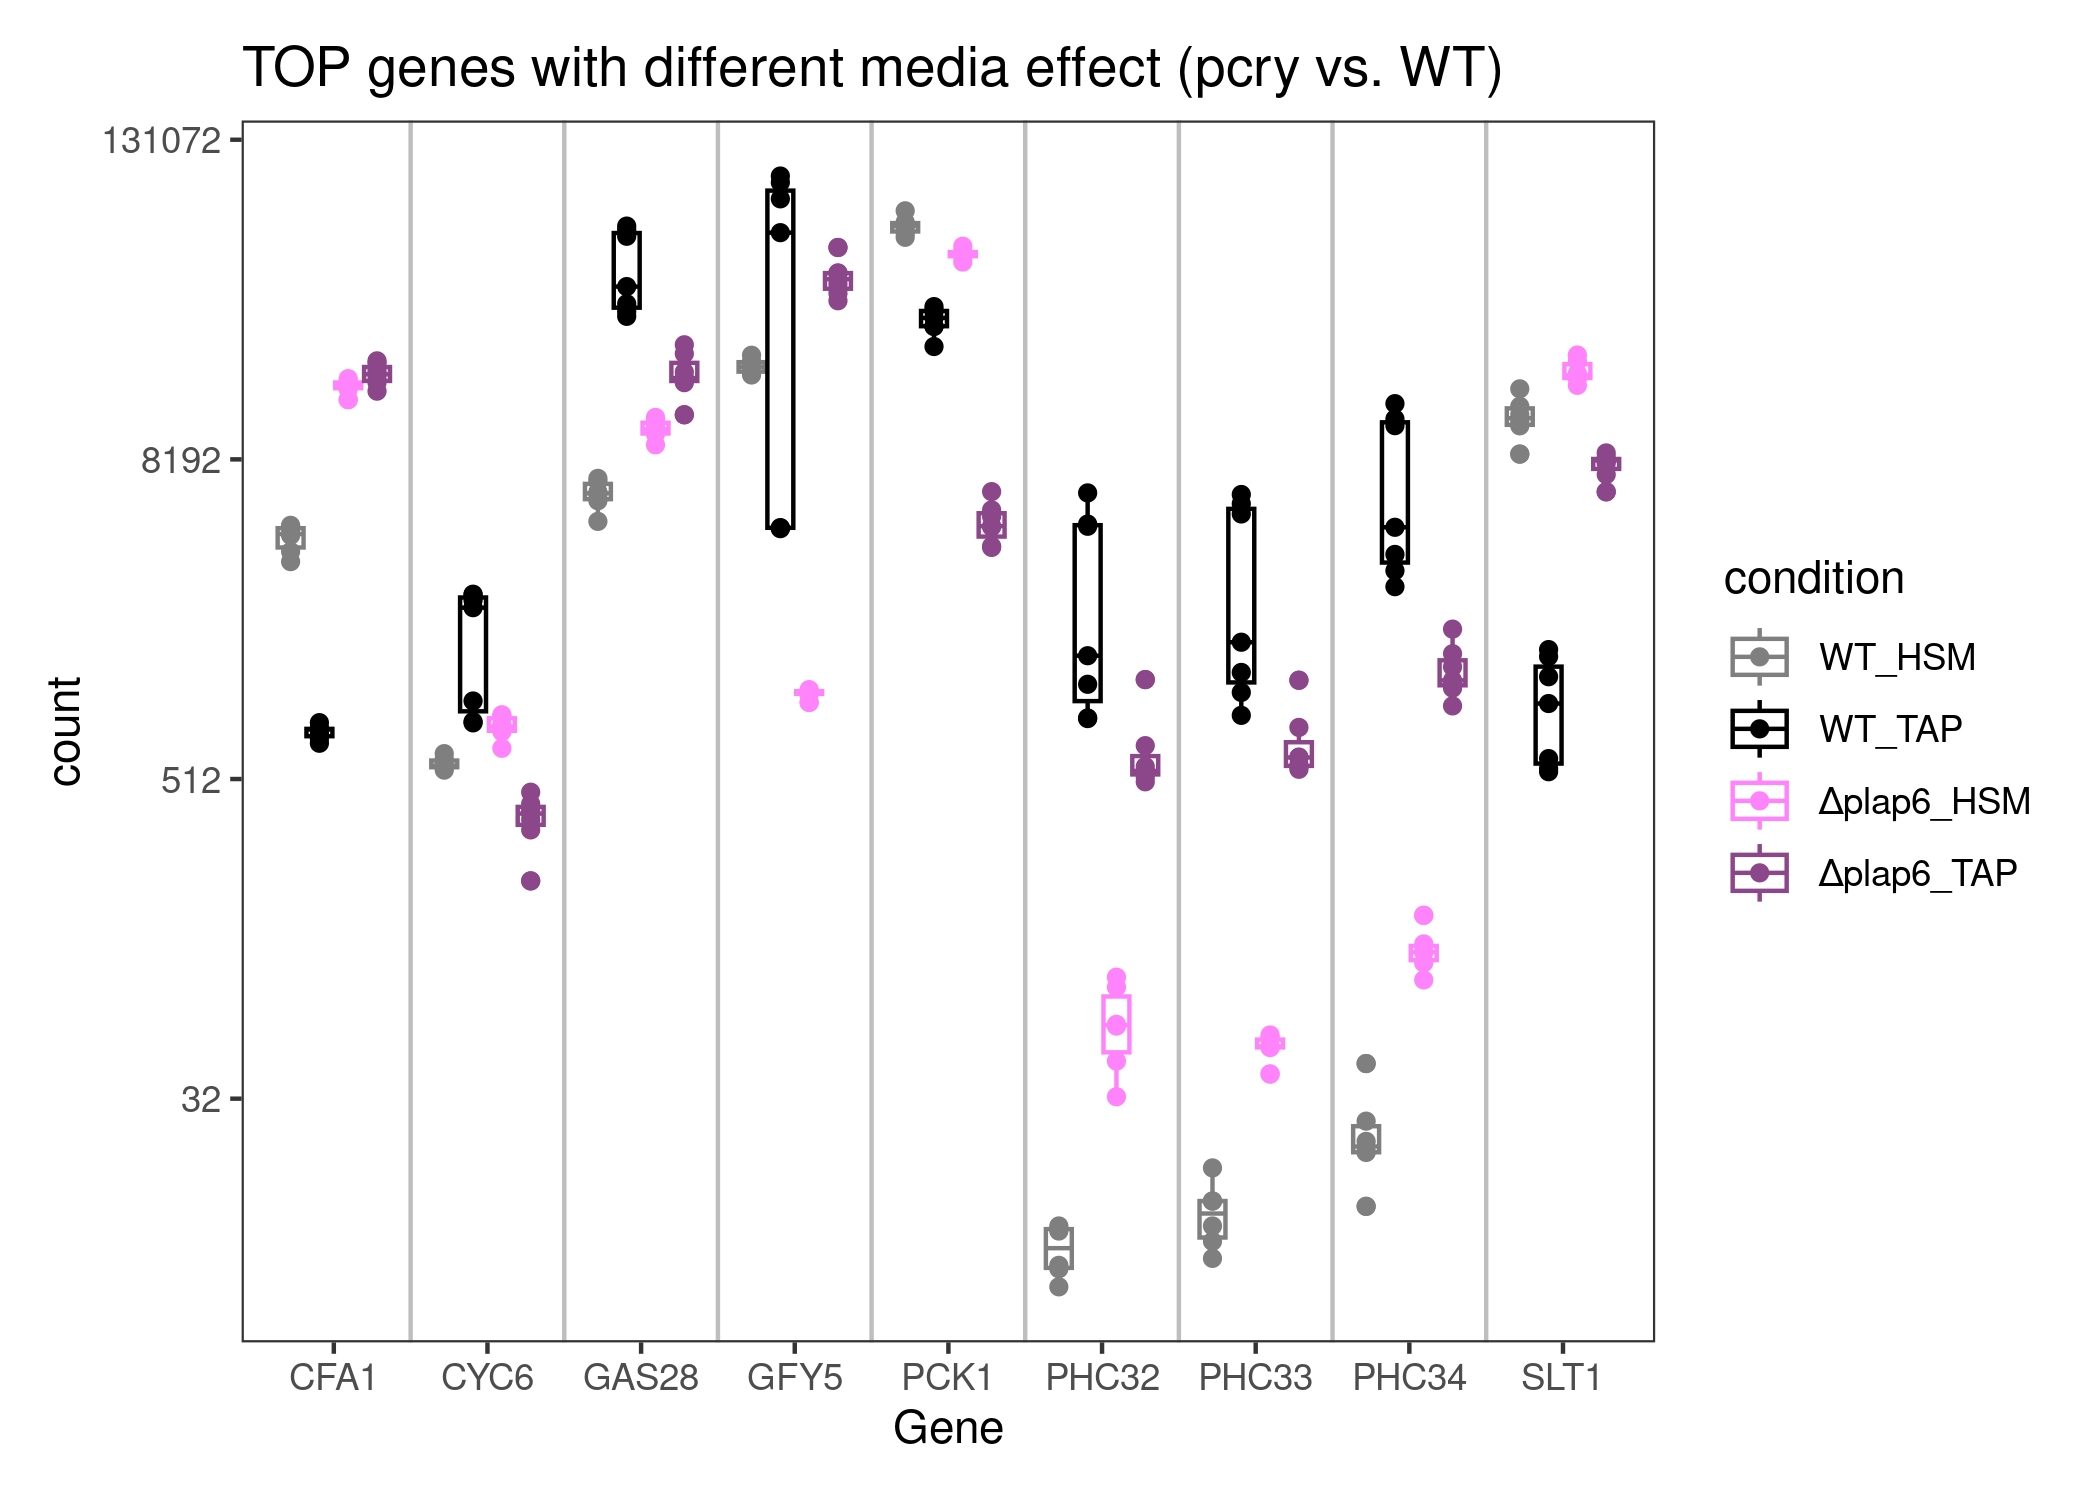 TOP genes with different media effect (pcry vs. WT)
131072
8192
512
32
count
CFA1 CYC6 GAS28 GFY5 PCK1 PHC32 PHC33 PHC34 SLT1
Gene
condition
WT_HSM
WT_TAP
Δplap6_HSM
Δplap6_TAP